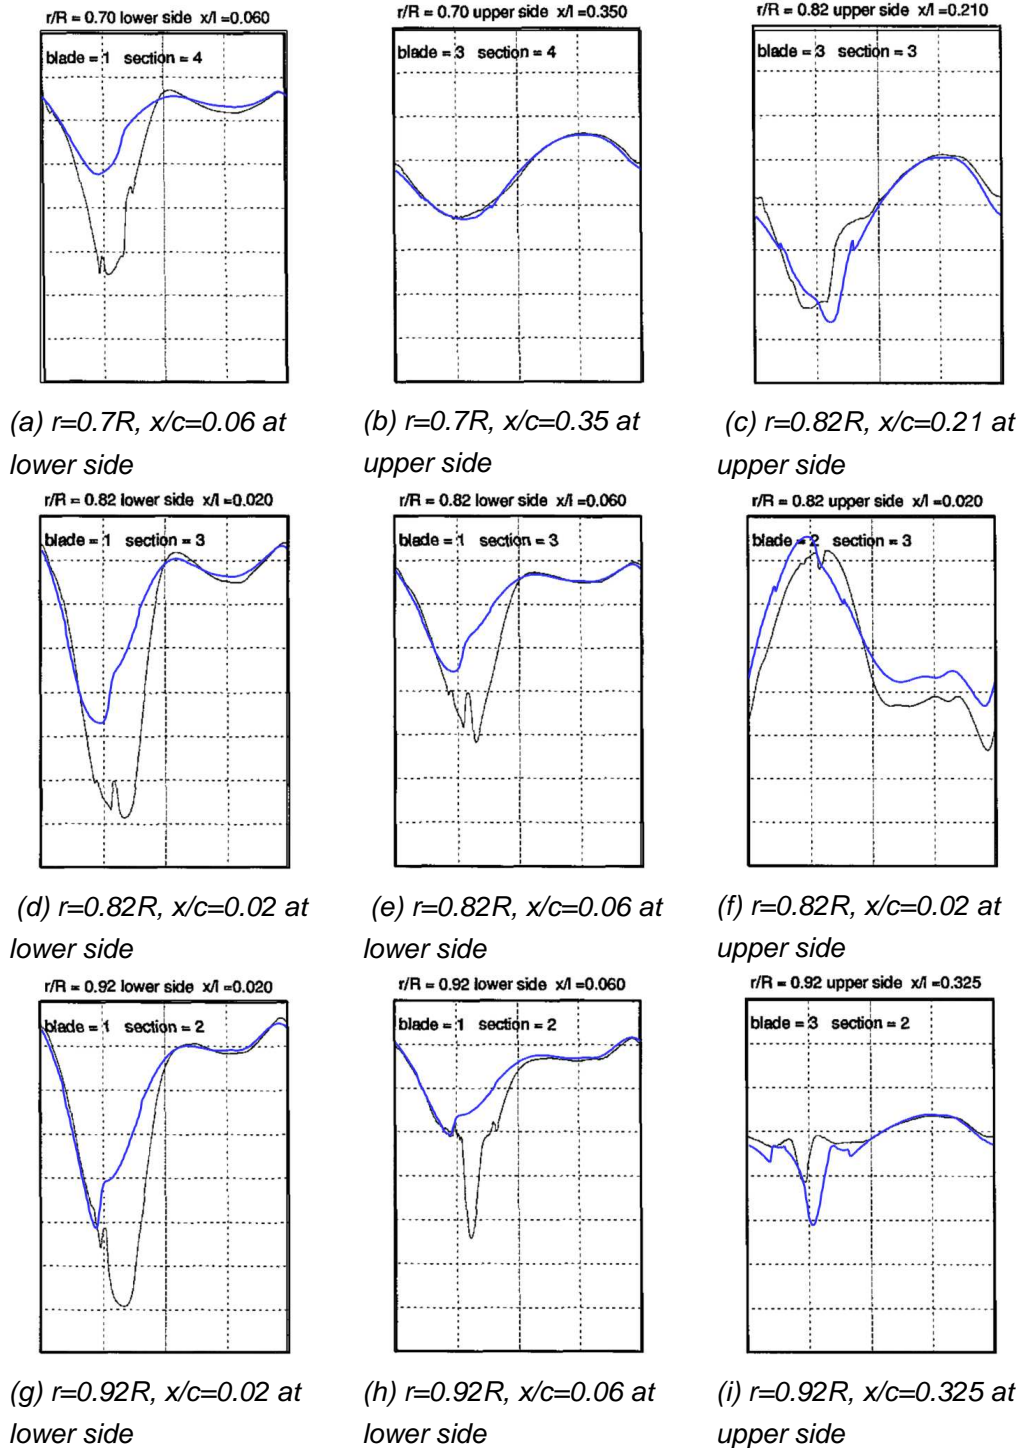 r/R = 0.70 lower side x/l =0.060
r/R = 0.70 upper side x/l =0.350
r/R = 0.82 upper side x/l =0.210
blade = 1 section = 4
blade = 3 section = 4
blade = 3 section = 3
(a) r=0.7R, x/c=0.06 at
lower side
(b) r=0.7R, x/c=0.35 at
upper side
(c) r=0.82R, x/c=0.21 at
upper side
r/R = 0.82 lower side x/l =0.020
r/R = 0.82 lower side x/l =0.060
r/R = 0.82 upper side x/l =0.020
blade = 1 section = 3
blade = 1 section = 3
blade = 2 section = 3
(d) r=0.82R, x/c=0.02 at
lower side
(e) r=0.82R, x/c=0.06 at
lower side
(f) r=0.82R, x/c=0.02 at
upper side
r/R = 0.92 lower side x/l =0.020
r/R = 0.92 lower side x/l =0.060
r/R = 0.92 upper side x/l =0.325
blade = 1 section = 2
blade = 1 section = 2
blade = 3 section = 2
(g) r=0.92R, x/c=0.02 at
lower side
(h) r=0.92R, x/c=0.06 at
lower side
(i) r=0.92R, x/c=0.325 at
upper side